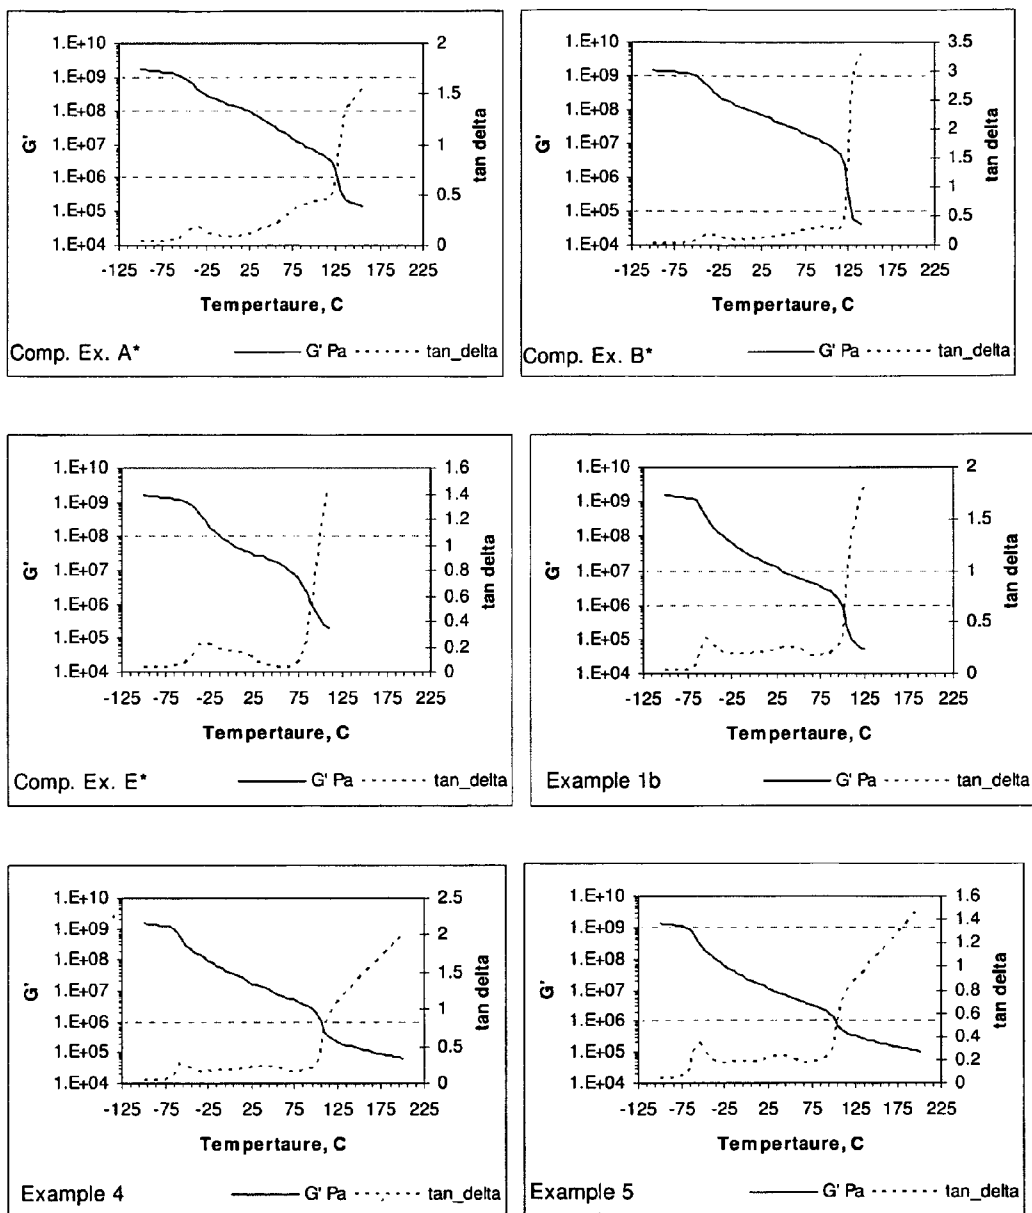 1.E+10
1.E+09
1.E+08
1.E+07
1.E+06
1.E+05
1.E+04
G'
2
1.5
1
0.5
0
tan delta
-125 -75 -25 25 75 125 175 225
Tempertaure, C
Comp. Ex. A* G' Pa tan_delta
1.E+10
1.E+09
1.E+08
1.E+07
1.E+06
1.E+05
1.E+04
G'
3.5
3
2.5
2
1.5
1
0.5
0
tan delta
-125 -75 -25 25 75 125 175 225
Tempertaure, C
Comp. Ex. B* G' Pa tan_delta
1.E+10
1.E+09
1.E+08
1.E+07
1.E+06
1.E+05
1.E+04
G'
1.6
1.4
1.2
1
0.8
0.6
0.4
0.2
0
tan delta
-125 -75 -25 25 75 125 175 225
Tempertaure, C
Comp. Ex. E* G' Pa tan_delta
1.E+10
1.E+09
1.E+08
1.E+07
1.E+06
1.E+05
1.E+04
G'
2
1.5
1
0.5
0
tan delta
-125 -75 -25 25 75 125 175 225
Tempertaure, C
Example 1b G' Pa tan_delta
1.E+10
1.E+09
1.E+08
1.E+07
1.E+06
1.E+05
1.E+04
G'
2.5
2
1.5
1
0.5
0
tan delta
-125 -75 -25 25 75 125 175 225
Tempertaure, C
Example 4 G' Pa tan_delta
1.E+10
1.E+09
1.E+08
1.E+07
1.E+06
1.E+05
1.E+04
G'
1.6
1.4
1.2
1
0.8
0.6
0.4
0.2
0
tan delta
-125 -75 -25 25 75 125 175 225
Tempertaure, C
Example 5 G' Pa tan_delta